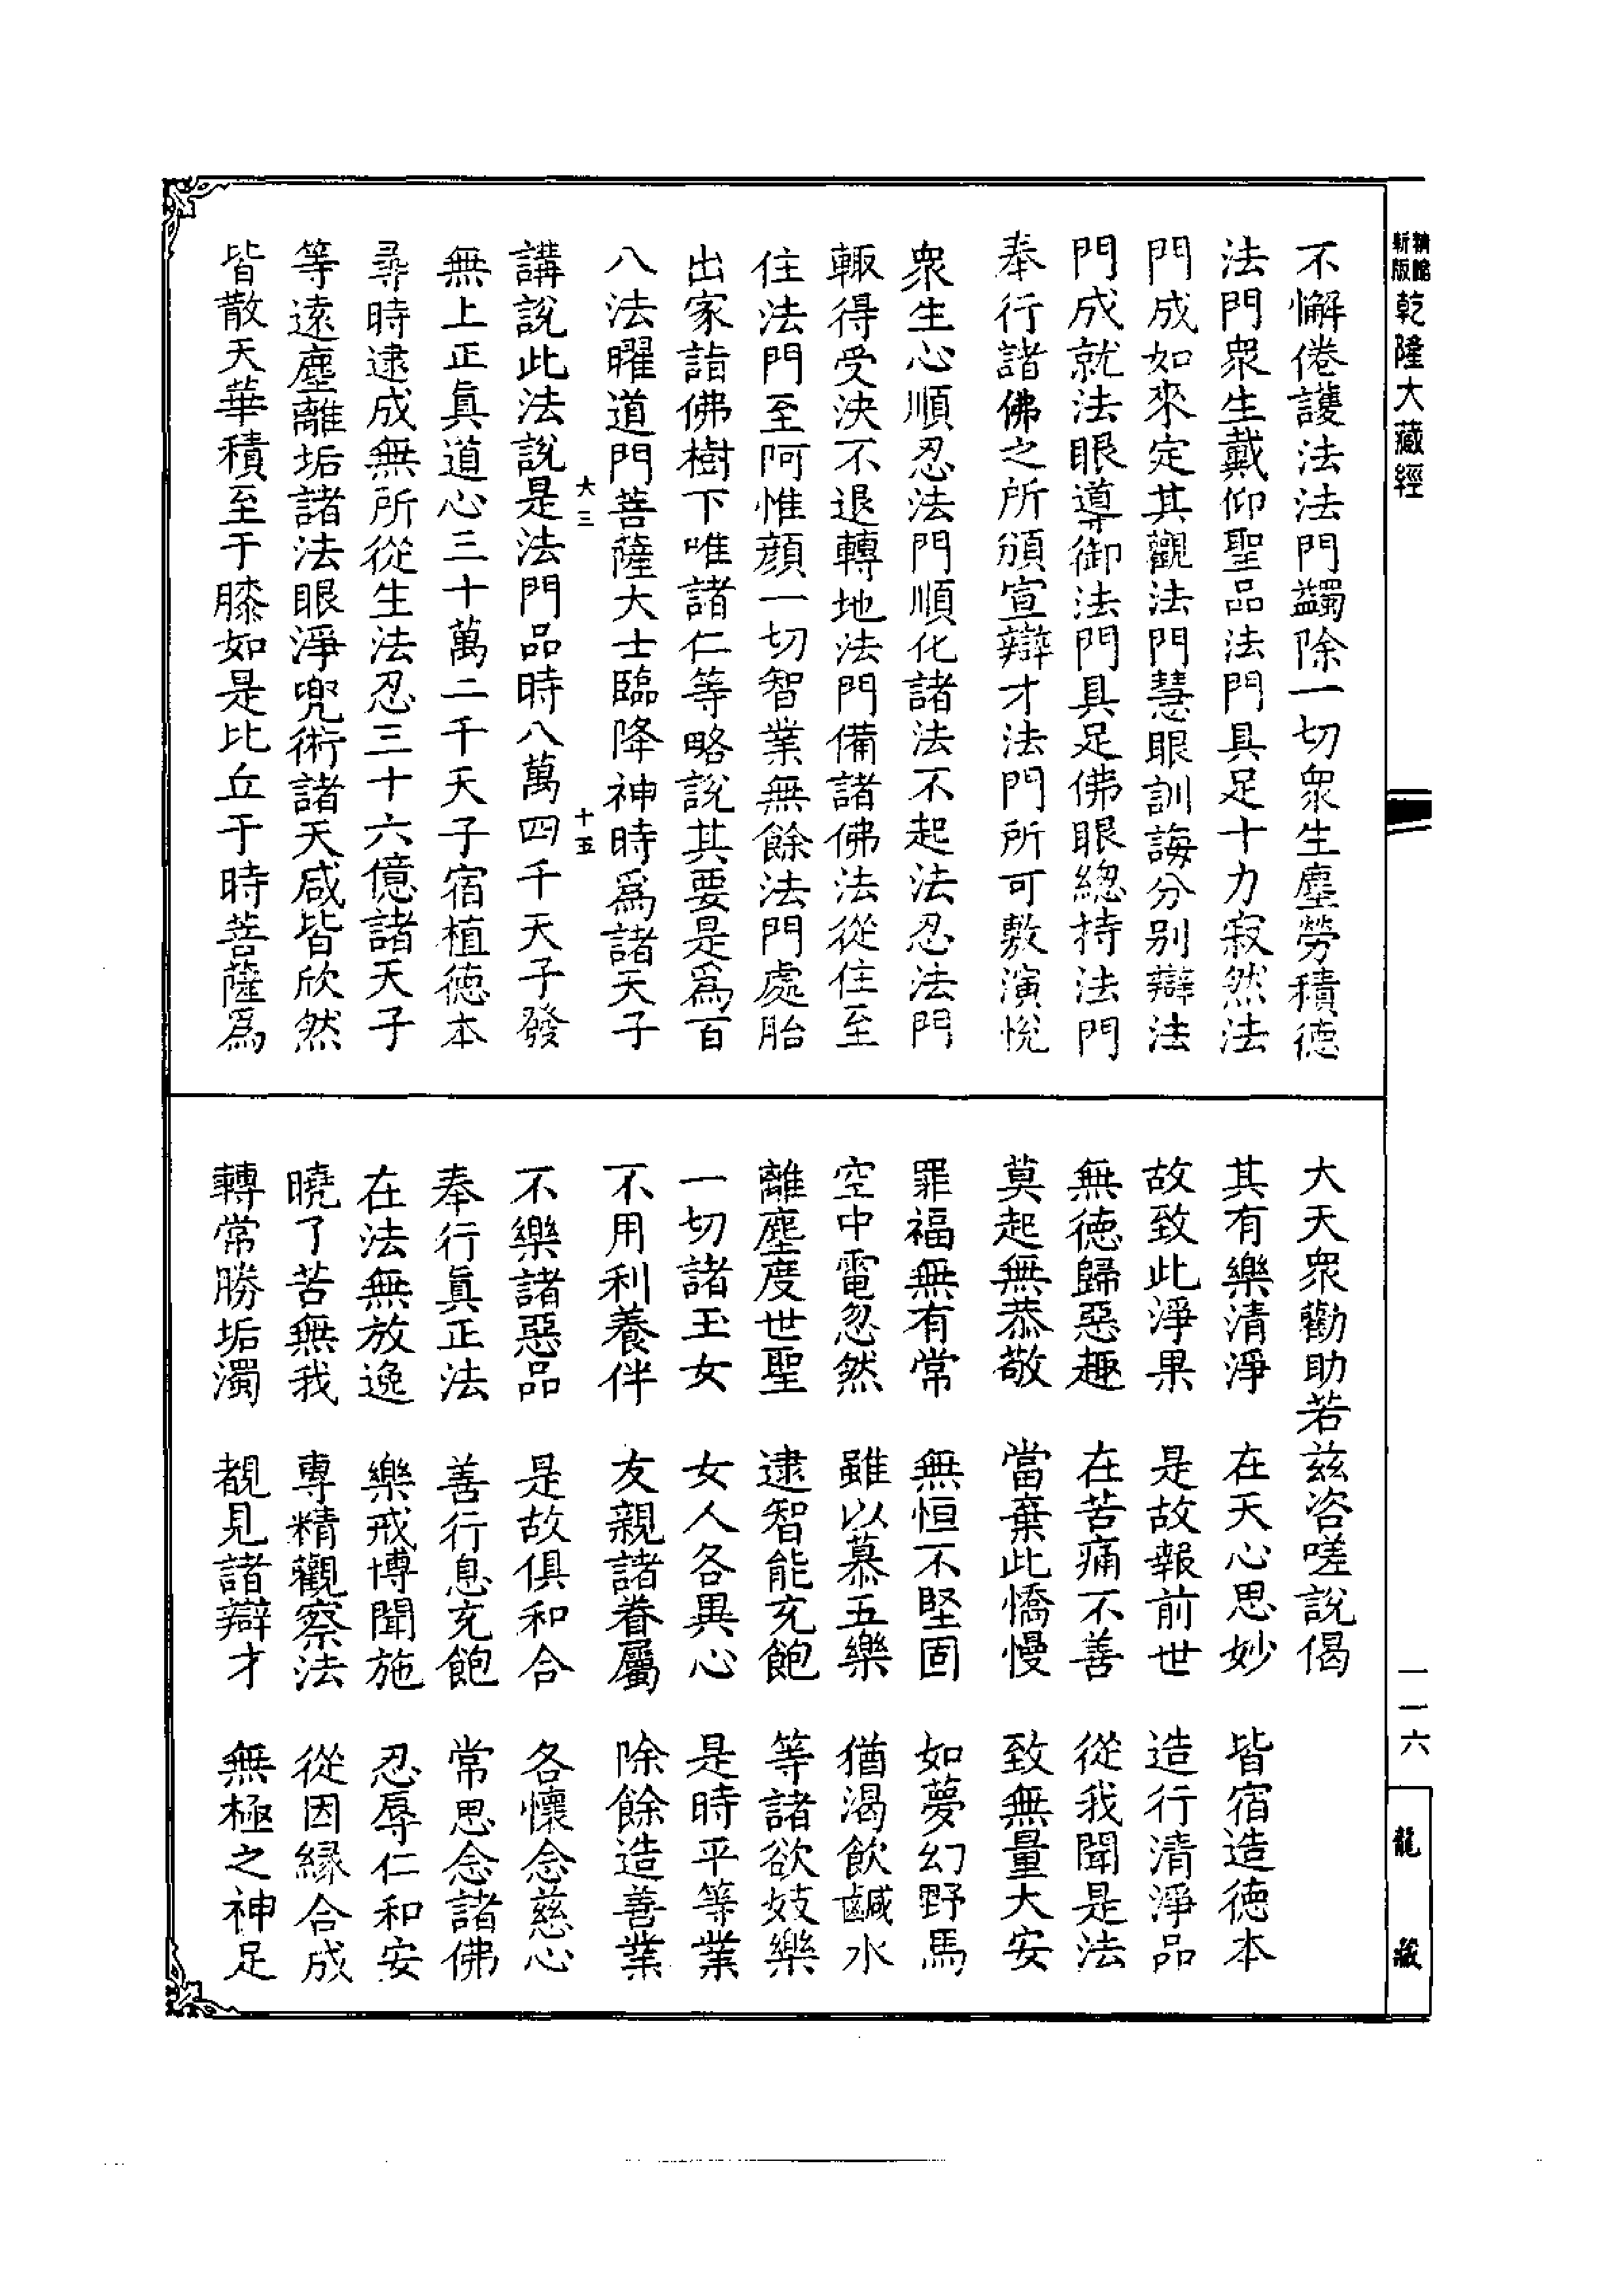 新版精縮乾隆大藏經
不懈倦護法法門蠲除一切衆生塵勞積德
法門衆生戴仰聖品法門具足十力寂然法
門成如來定其觀法門慧眼訓誨分别辯法
門成就法眼導御法門具足佛眼總持法門
奉行諸佛之所頒宣辯才法門所可敷演悅
衆生心順忍法門順化諸法不起法忍法門
輙得受決不退轉地法門備諸佛法從住至
住法門至阿惟顏一切智業無餘法門處胎
出家詣佛樹下唯諸仁等略說其要是爲百
八法曜道門菩薩大士臨降神時爲諸天子
大三
十五
講說此法說是法門品時八萬四千天子發
無上正眞道心三十萬二千天子宿植德本
尋時逮成無所從生法忍三十六億諸天子
等遠塵離垢諸法眼淨兜術諸天咸皆欣然
皆散天華積至于膝如是比丘于時菩薩爲
大天衆勸助若兹咨嗟說偈
其有樂清淨 在天心思妙 皆宿造德本
故致此淨果 是故報前世 造行清淨品
無德歸惡趣 在苦痛不善 從我聞是法
莫起無恭敬 當棄此憍慢 致無量大安
罪福無有常 無恒不堅固 如夢幻野馬
空中電忽然 雖以慕五樂 猶渴飲鹹水
離塵度世聖 逮智能充飽 等諸欲妓樂
一切諸玉女 女人各異心 是時平等業
不用利養伴 友親諸眷屬 除餘造善業
不樂諸惡品 是故俱和合 各懷念慈心
奉行眞正法 善行息充飽 常思念諸佛
在法無放逸 樂戒博聞施 忍辱仁和安
曉了苦無我 專精觀察法 從因緣合成
轉常勝垢濁 覩見諸辯才 無極之神足
一一六
龍藏